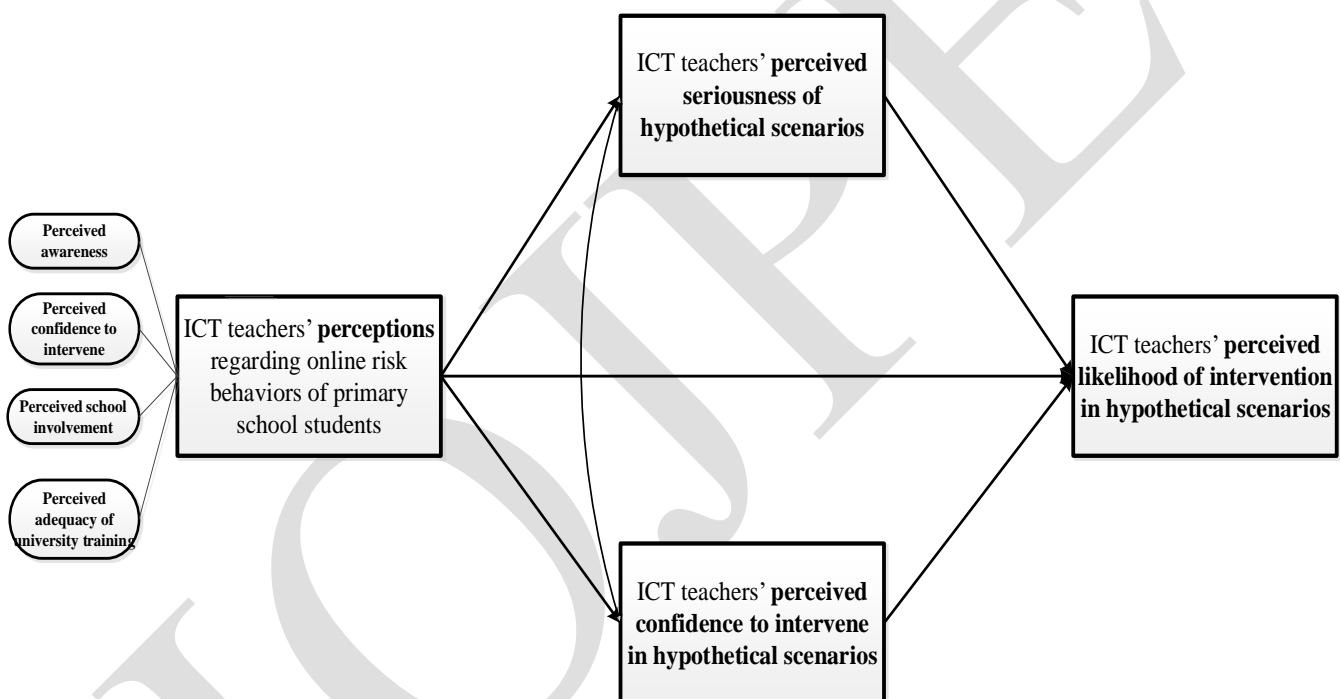 ICT teachers’ perceived
seriousness of
hypothetical scenarios
Perceived
awareness
Perceived
confidence to
intervene
Perceived school
involvement
Perceived
adequacy of
university training
ICT teachers’ perceptions
regarding online risk
behaviors of primary
school students
ICT teachers’ perceived
likelihood of intervention
in hypothetical scenarios
ICT teachers’ perceived
confidence to intervene
in hypothetical scenarios